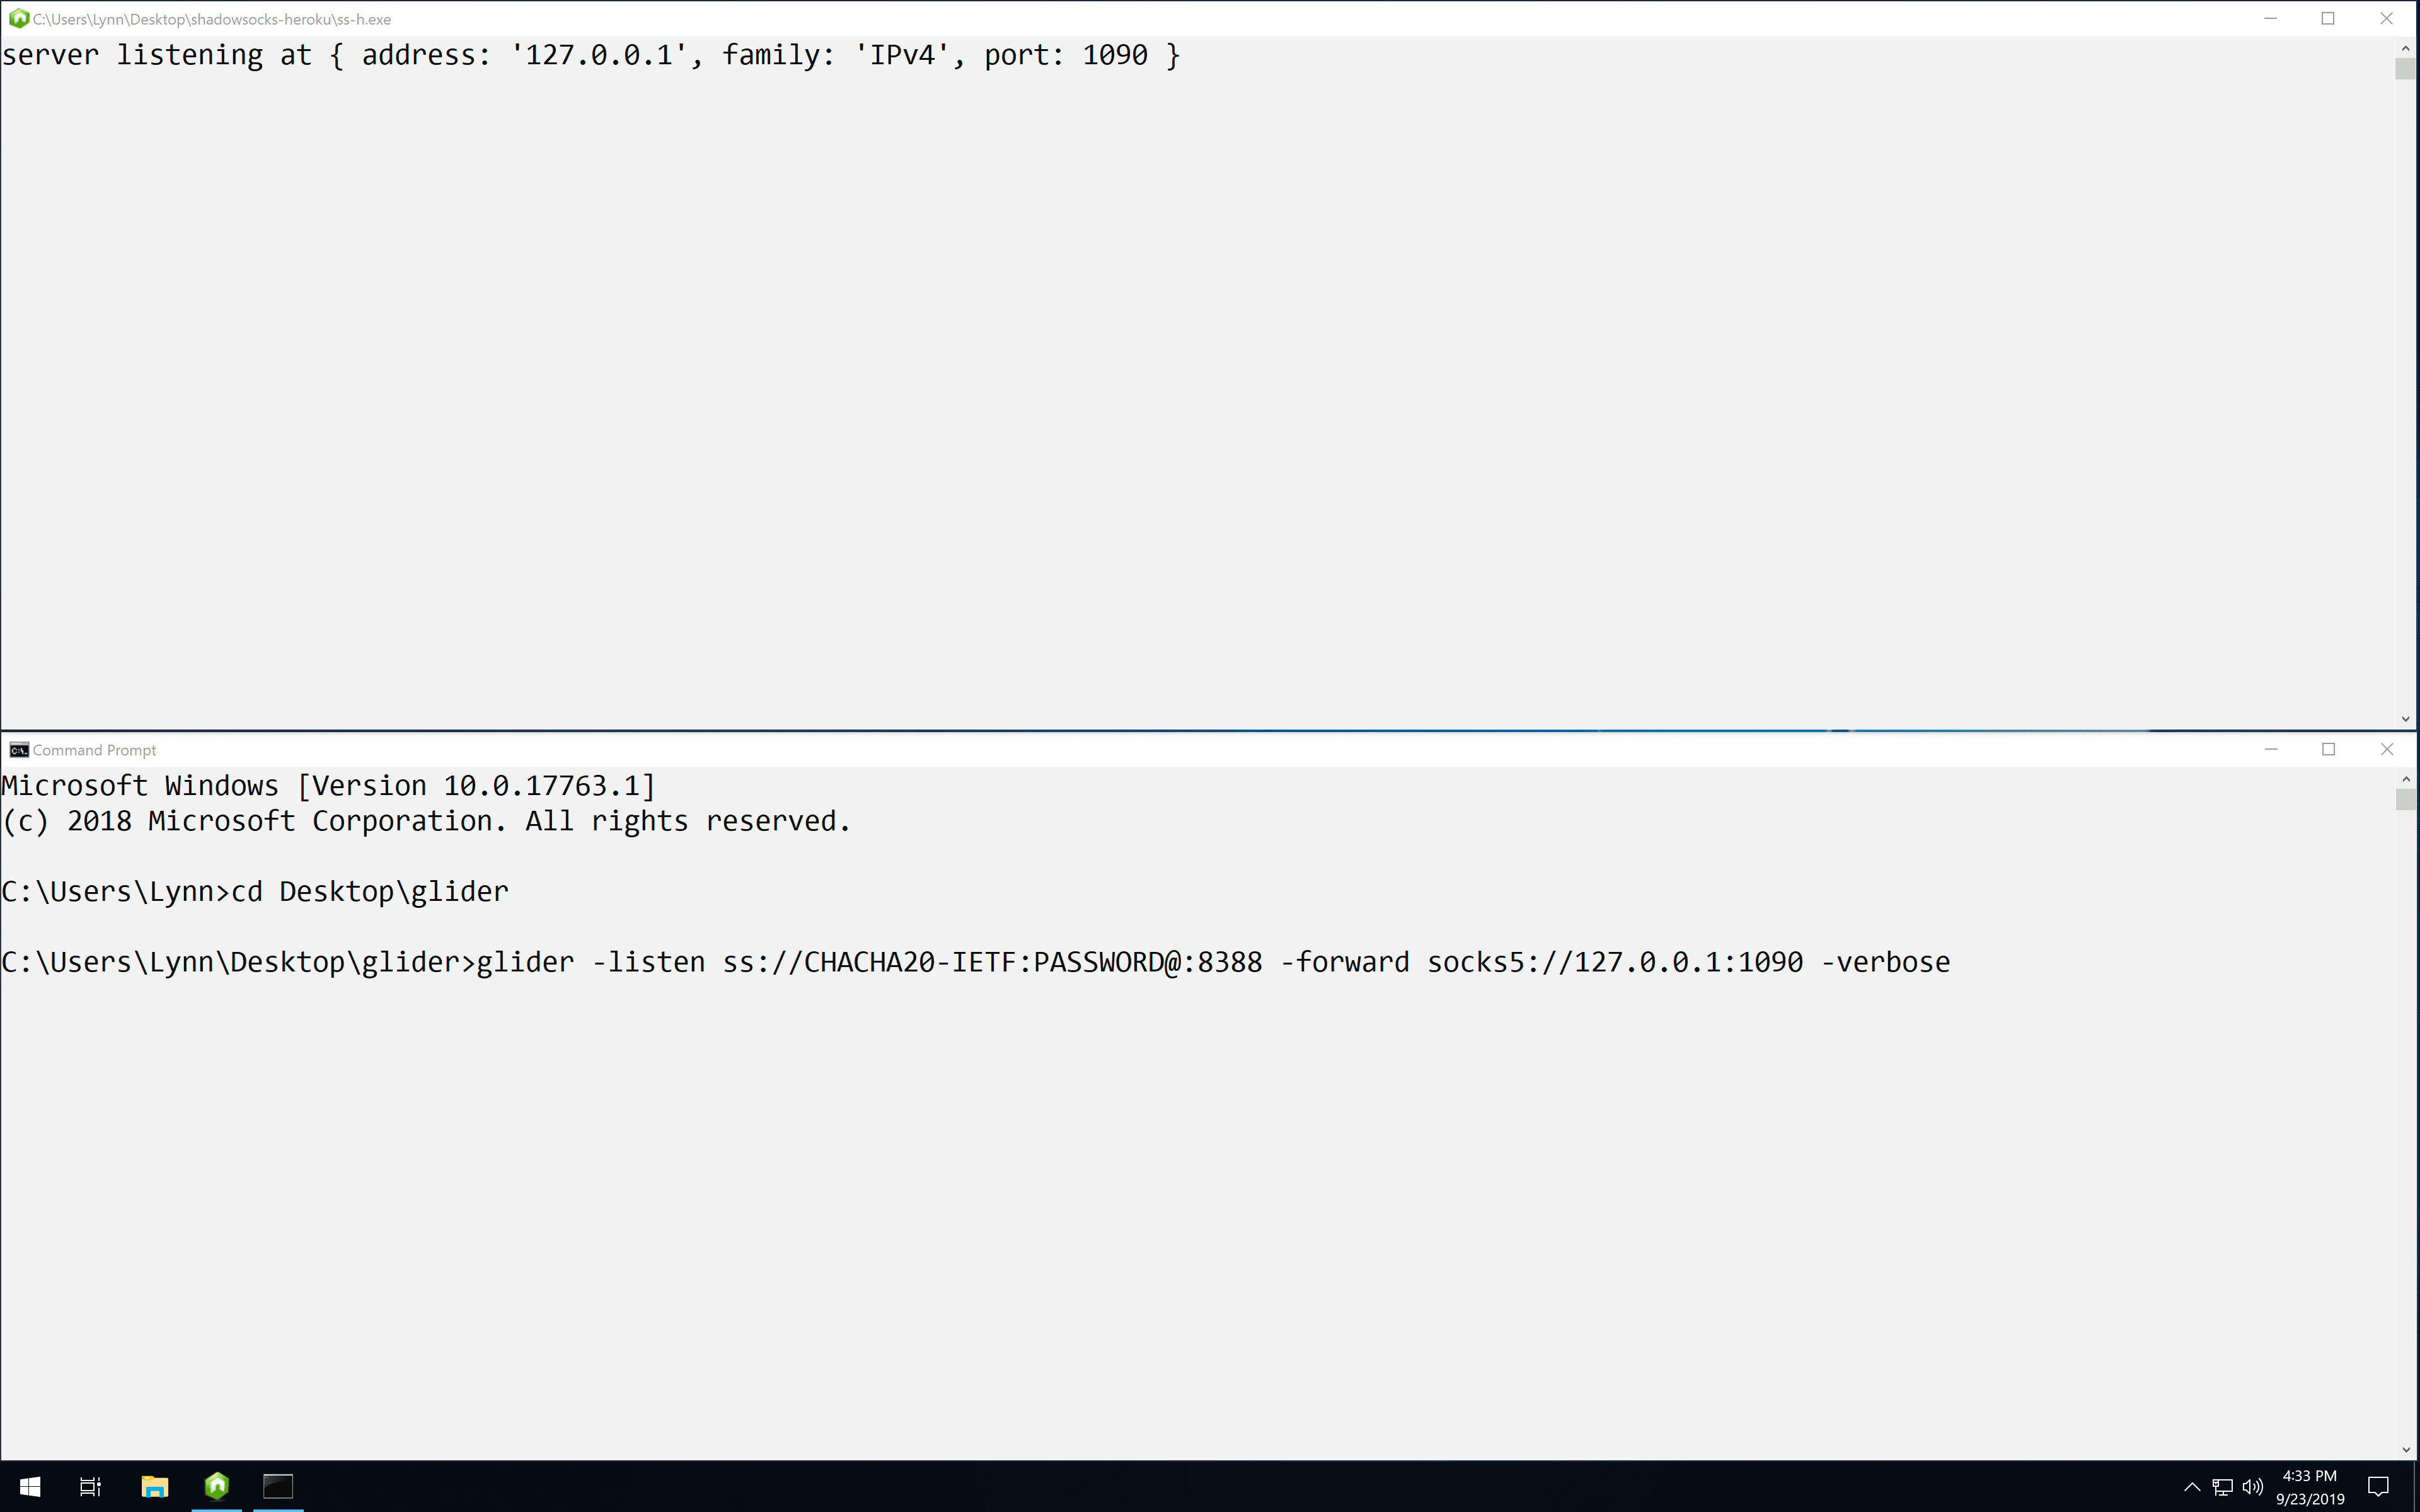 C:\Users\Lynn\Desktop\shadowsocks-heroku\ss-h.exe
server listening at { address: '127.0.0.1', family: 'IPv4', port: 1090 }
Command Prompt
Microsoft Windows [Version 10.0.17763.1]
(c) 2018 Microsoft Corporation. All rights reserved.
C:\Users\Lynn>cd Desktop\glider
C:\Users\Lynn\Desktop\glider>glider -listen ss://CHACHA20-IETF:PASSWORD@:8388 -forward socks5://127.0.0.1:1090 -verbose
4:33 PM
9/23/2019